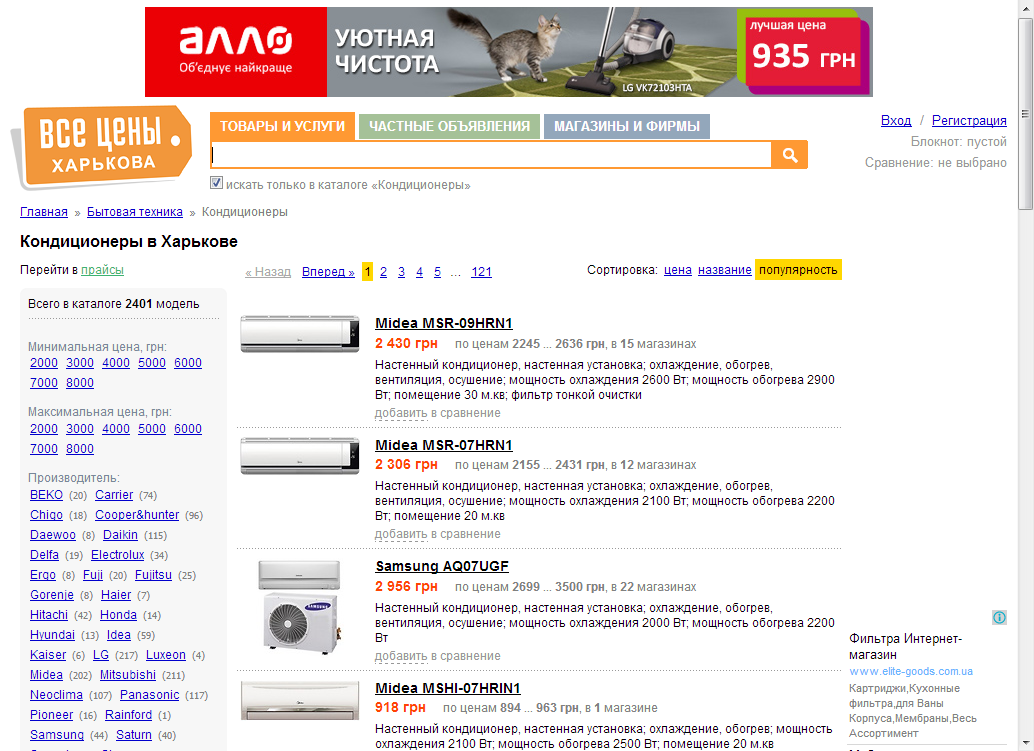 алло
Об'єднує найкраще
УЮТНАЯ
ЧИСТОТА
LG VK72103HTA
лучшая цена
935 ГРН
ВСЕ ЦЕНЫ
ХАРЬКОВА
ТОВАРЫ И УСЛУГИ
ЧАСТНЫЕ ОБЪЯВЛЕНИЯ
МАГАЗИНЫ И ФИРМЫ
искать только в каталоге «Кондиционеры»
Вход / Регистрация
Блокнот: пустой
Сравнение: не выбрано
Главная » Бытовая техника » Кондиционеры
Кондиционеры в Харькове
Перейти в прайсы
« Назад Вперед » 1 2 3 4 5 ... 121
Сортировка: цена название популярность
Всего в каталоге 2401 модель
Минимальная цена, грн:
2000 3000 4000 5000 6000
7000 8000
Максимальная цена, грн:
2000 3000 4000 5000 6000
7000 8000
Производитель:
BEKO (20) Carrier (74)
Chigo (18) Cooper&hunter (96)
Daewoo (8) Daikin (115)
Delfa (19) Electrolux (34)
Ergo (8) Fuji (20) Fujitsu (25)
Gorenje (8) Haier (7)
Hitachi (42) Honda (14)
Hyundai (13) Idea (59)
Kaiser (6) LG (217) Luxeon (4)
Midea (202) Mitsubishi (211)
Neoclima (107) Panasonic (117)
Pioneer (16) Rainford (1)
Samsung (44) Saturn (40)
Midea MSR-09HRN1
2 430 грн по ценам 2245 ... 2636 грн, в 15 магазинах
Настенный кондиционер, настенная установка; охлаждение, обогрев,
вентиляция, осушение; мощность охлаждения 2600 Вт; мощность обогрева 2900
Вт; помещение 30 м.кв; фильтр тонкой очистки
добавить в сравнение
Midea MSR-07HRN1
2 306 грн по ценам 2155 ... 2431 грн, в 12 магазинах
Настенный кондиционер, настенная установка; охлаждение, обогрев,
вентиляция, осушение; мощность охлаждения 2100 Вт; мощность обогрева 2200
Вт; помещение 20 м.кв
добавить в сравнение
SAMSUNG
Samsung AQ07UGF
2 956 грн по ценам 2699 ... 3500 грн, в 22 магазинах
Настенный кондиционер, настенная установка; охлаждение, обогрев,
вентиляция, осушение; мощность охлаждения 2000 Вт; мощность обогрева 2200
Вт
добавить в сравнение
Midea MSHI-07HRIN1
918 грн по ценам 894 ... 963 грн, в 1 магазине
Настенный кондиционер, настенная установка; охлаждение, обогрев; мощность
охлаждения 2100 Вт; мощность обогрева 2500 Вт; помещение 20 м.кв
Фильтра Интернет-
магазин
www.elite-goods.com.ua
Картриджи,Кухонные
фильтра,для Ванны
Корпуса,Мембраны,Весь
Ассортимент